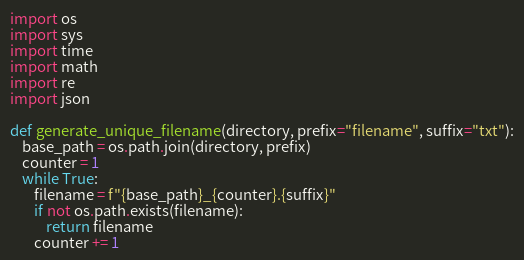 import os
import sys
import time
import math
import re
import json

def generate_unique_filename(directory, prefix="filename", suffix="txt"):
    base_path = os.path.join(directory, prefix)
    counter = 1
    while True:
        filename = f"{base_path}_{counter}.{suffix}"
        if not os.path.exists(filename):
            return filename
        counter += 1